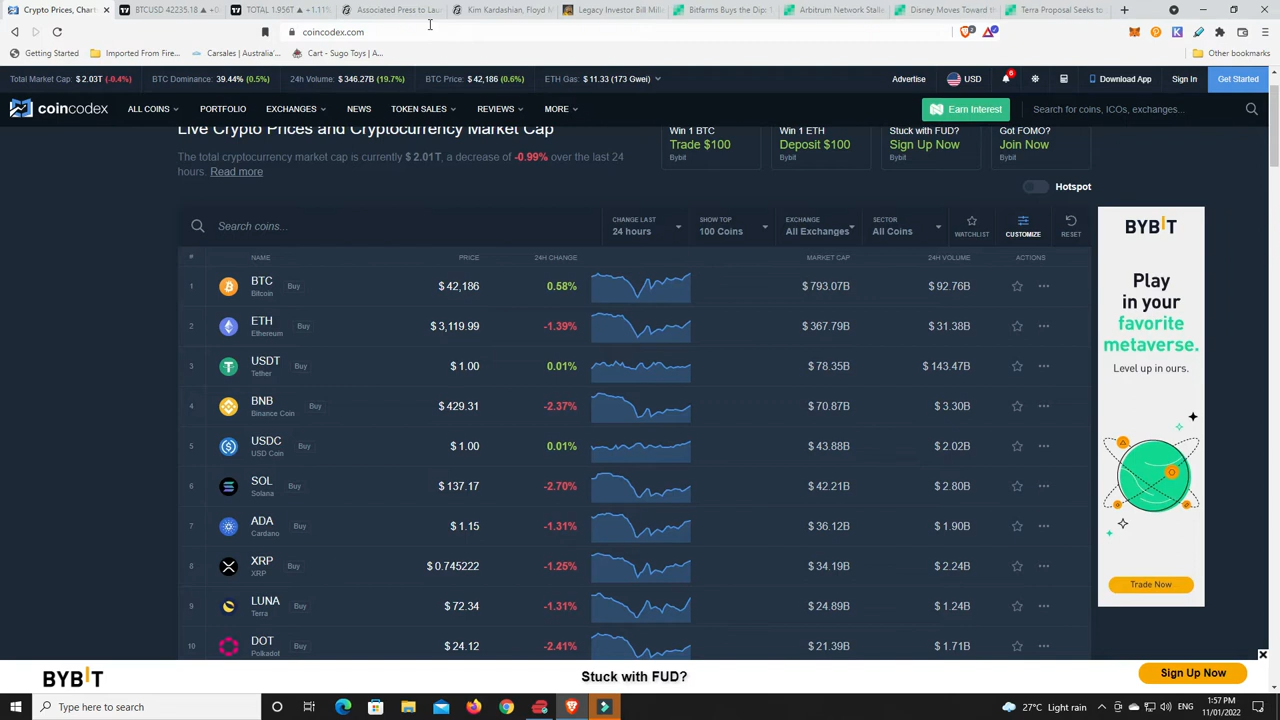 Crypto Prices, Chart
BTCUSD 42235.18 ▲ +0
TOTAL 1.956T ▲ +1.11%
Associated Press to Lau
Kim Kardashian, Floyd M
Legacy Investor Bill Mille
Bitfarms Buys the Dip:
Arbitrum Network Stalle
Disney Moves Toward th
Terra Proposal Seeks to
coincodex.com
Getting Started
Imported From Fire...
Carsales | Australia's...
Cart - Sugo Toys | A...
Other bookmarks
Total Market Cap: $ 2.03T (-0.4%)
BTC Dominance: 39.44% (0.5%)
24h Volume: $ 346.27B (19.7%)
BTC Price: $ 42,186 (0.6%)
ETH Gas: $ 11.33 (173 Gwei)
Advertise
USD
6
Download App
Sign In
Get Started
coincodex
ALL COINS
PORTFOLIO
EXCHANGES
NEWS
TOKEN SALES
REVIEWS
MORE
Earn Interest
Search for coins, ICOs, exchanges...
Live Crypto Prices and Cryptocurrency Market Cap
The total cryptocurrency market cap is currently $ 2.01T, a decrease of -0.99% over the last 24
hours. Read more
Win 1 BTC
Trade $100
Bybit
Win 1 ETH
Deposit $100
Bybit
Stuck with FUD?
Sign Up Now
Bybit
Got FOMO?
Join Now
Bybit
Hotspot
Search coins...
CHANGE LAST
24 hours
SHOW TOP
100 Coins
EXCHANGE
All Exchanges
SECTOR
All Coins
WATCHLIST
CUSTOMIZE
RESET
# NAME PRICE 24H CHANGE MARKET CAP 24H VOLUME ACTIONS
1 BTC Buy $ 42,186 0.58% $ 793.07B $ 92.76B
Bitcoin
2 ETH Buy $ 3,119.99 -1.39% $ 367.79B $ 31.38B
Ethereum
3 USDT Buy $ 1.00 0.01% $ 78.35B $ 143.47B
Tether
4 BNB Buy $ 429.31 -2.37% $ 70.87B $ 3.30B
Binance Coin
5 USDC Buy $ 1.00 0.01% $ 43.88B $ 2.02B
USD Coin
6 SOL Buy $ 137.17 -2.70% $ 42.21B $ 2.80B
Solana
7 ADA Buy $ 1.15 -1.31% $ 36.12B $ 1.90B
Cardano
8 XRP Buy $ 0.745222 -1.25% $ 34.19B $ 2.24B
XRP
9 LUNA Buy $ 72.34 -1.31% $ 24.89B $ 1.24B
Terra
10 DOT Buy $ 24.12 -2.41% $ 21.39B $ 1.71B
Polkadot
BYBIT
Play
in your
favorite
metaverse.
Level up in ours.
Trade Now
BYBIT
Stuck with FUD?
Sign Up Now
Type here to search
27°C Light rain
1:57 PM
11/01/2022